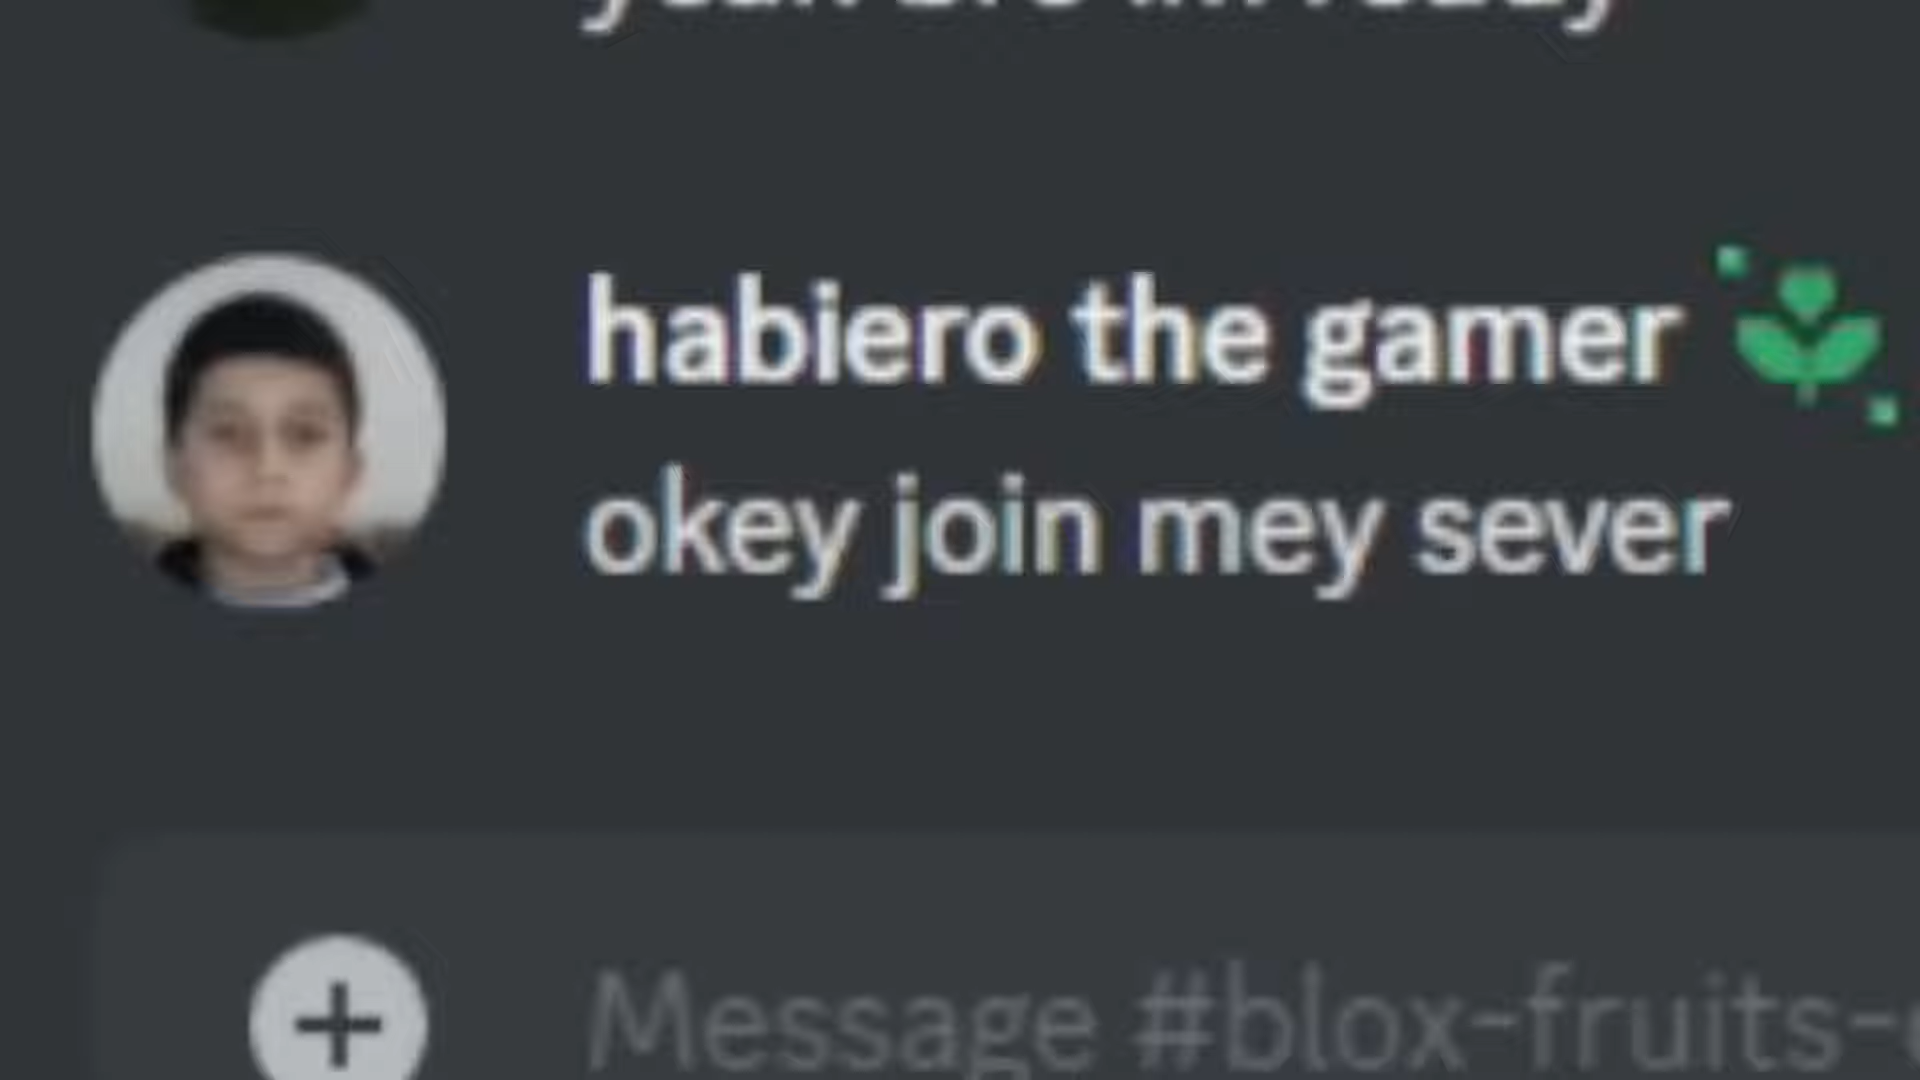 habiero the gamer
okey join mey sever
Message #blox-fruits-